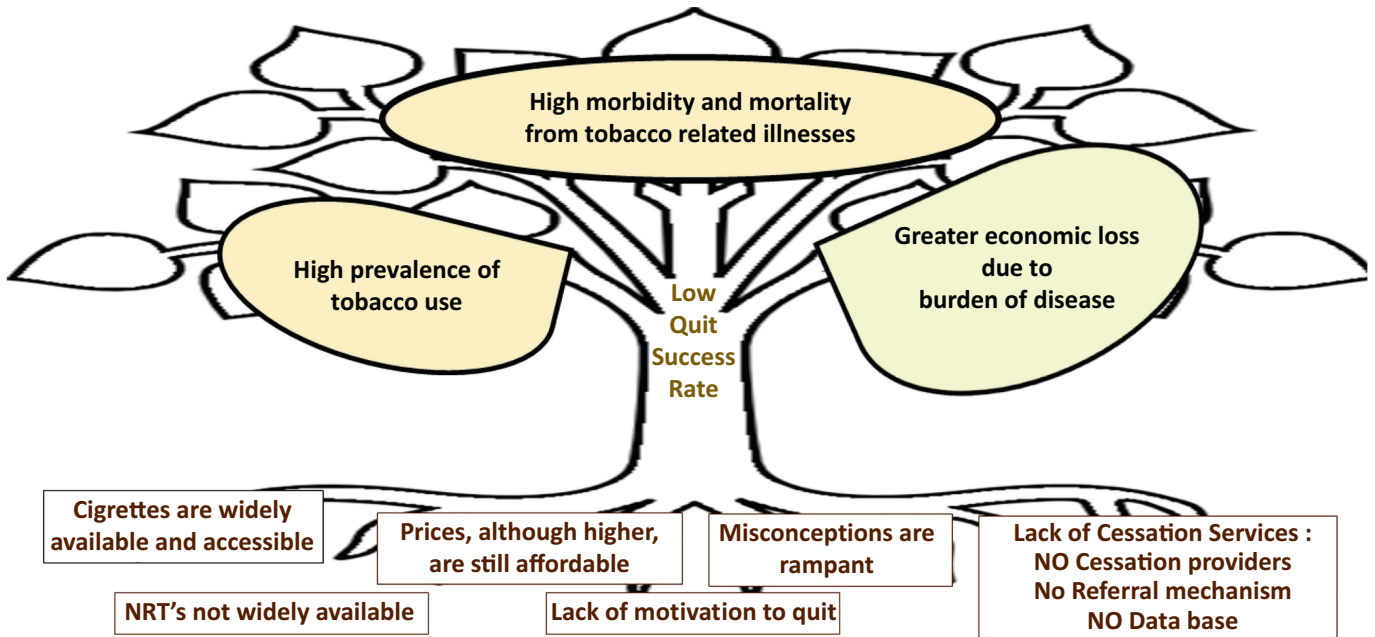 High morbidity and mortality
from tobacco related illnesses
High prevalence of
tobacco use
Greater economic loss
due to
burden of disease
Low
Quit
Success
Rate
Cigrettes are widely
available and accessible
Prices, although higher,
are still affordable
Misconceptions are
rampant
Lack of Cessation Services :
NO Cessation providers
No Referral mechanism
NO Data base
NRT's not widely available
Lack of motivation to quit